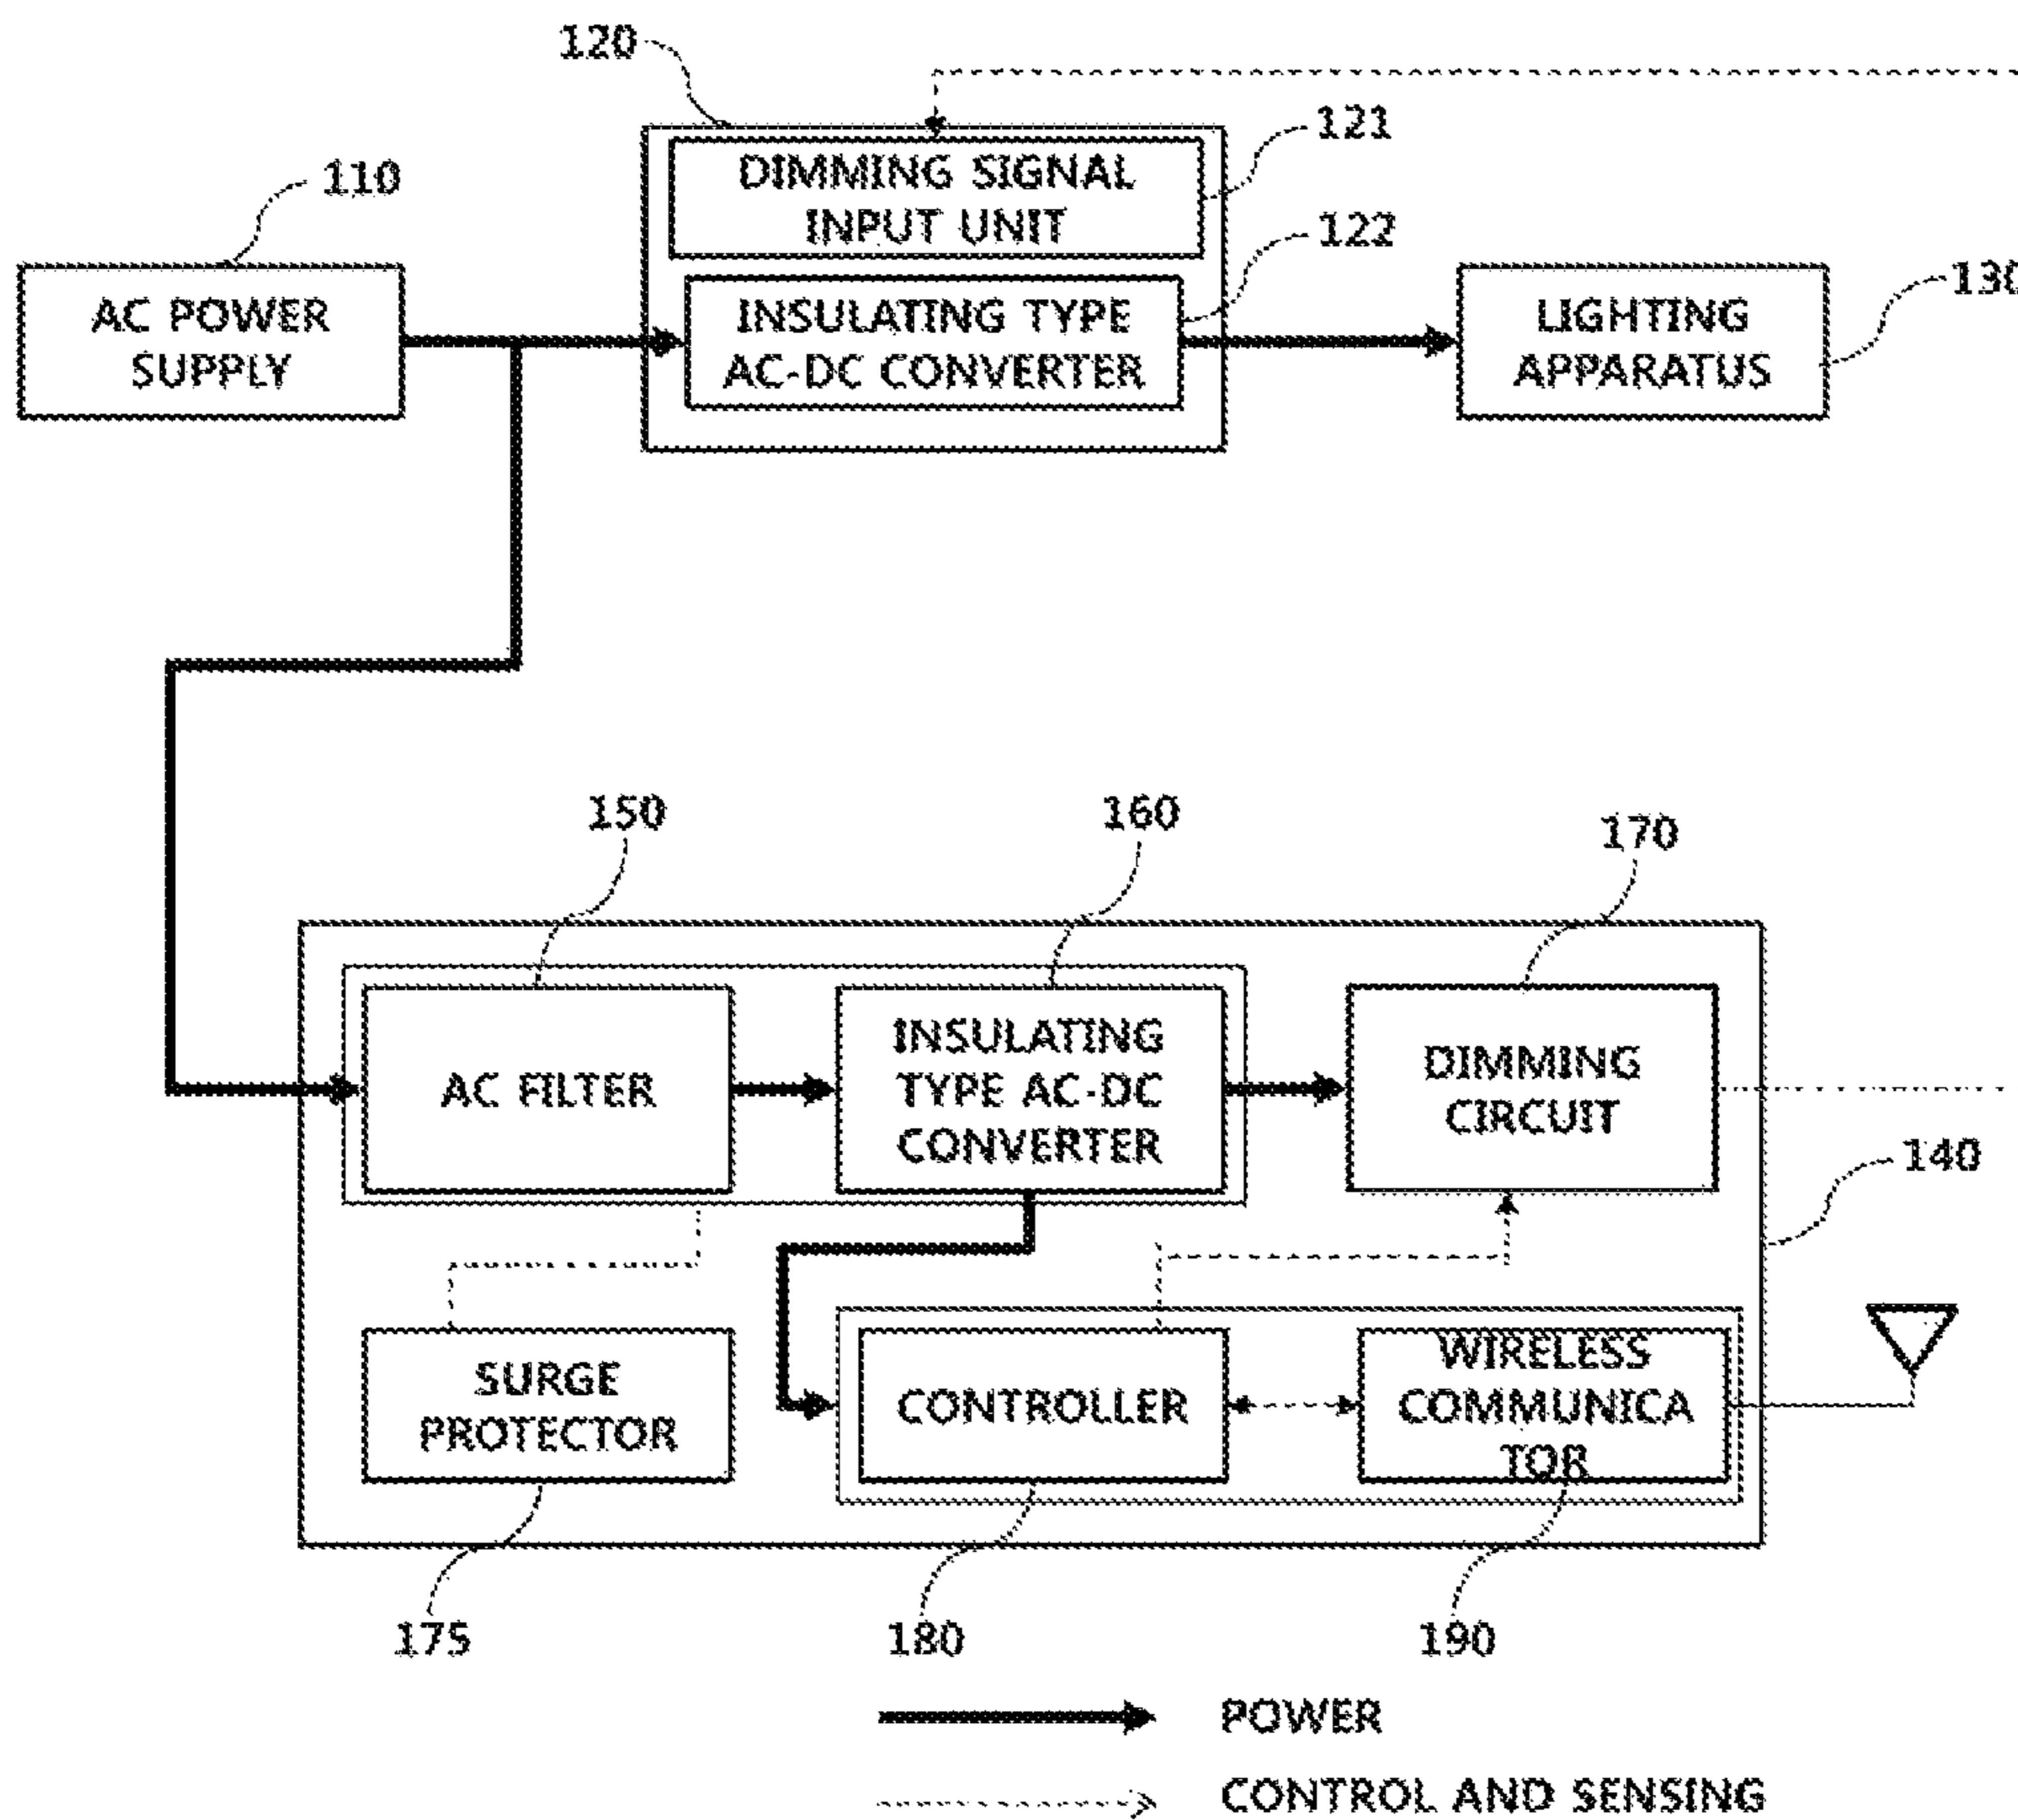 120
121
DIMMING SIGNAL
INPUT UNIT
110
122
130
AC POWER
SUPPLY
INSULATING TYPE
AC-DC CONVERTER
LIGHTING
APPARATUS
150
160
170
AC FILTER
INSULATING
TYPE AC-DC
CONVERTER
DIMMING
CIRCUIT
140
SURGE
PROTECTOR
CONTROLLER
WIRELESS
COMMUNICA
TOR
175
180
190
POWER
CONTROL AND SENSING